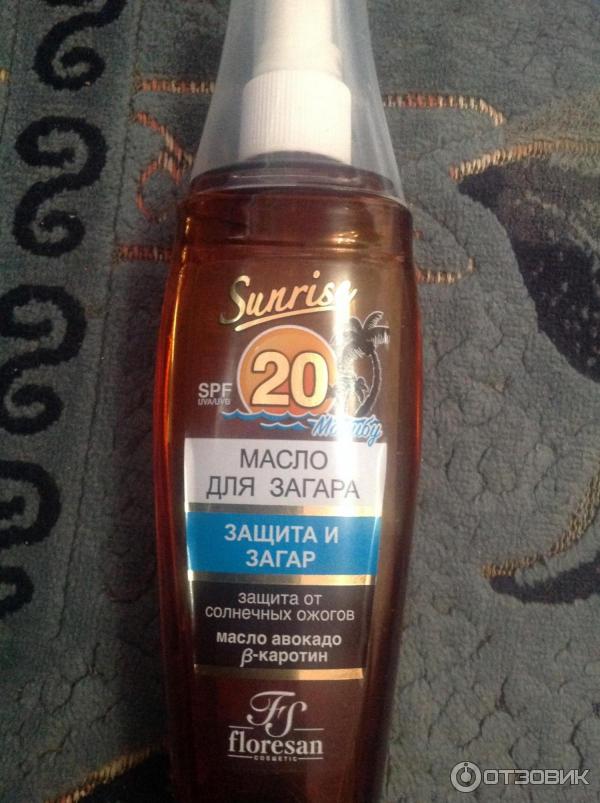 Sunrise
SPF 20
UVA/UVB
МАСЛО
ДЛЯ ЗАГАРА
ЗАЩИТА И
ЗАГАР
защита от
солнечных ожогов
масло авокадо
β-каротин
FS
floresan
COSMETIC
ОТЗОВИК